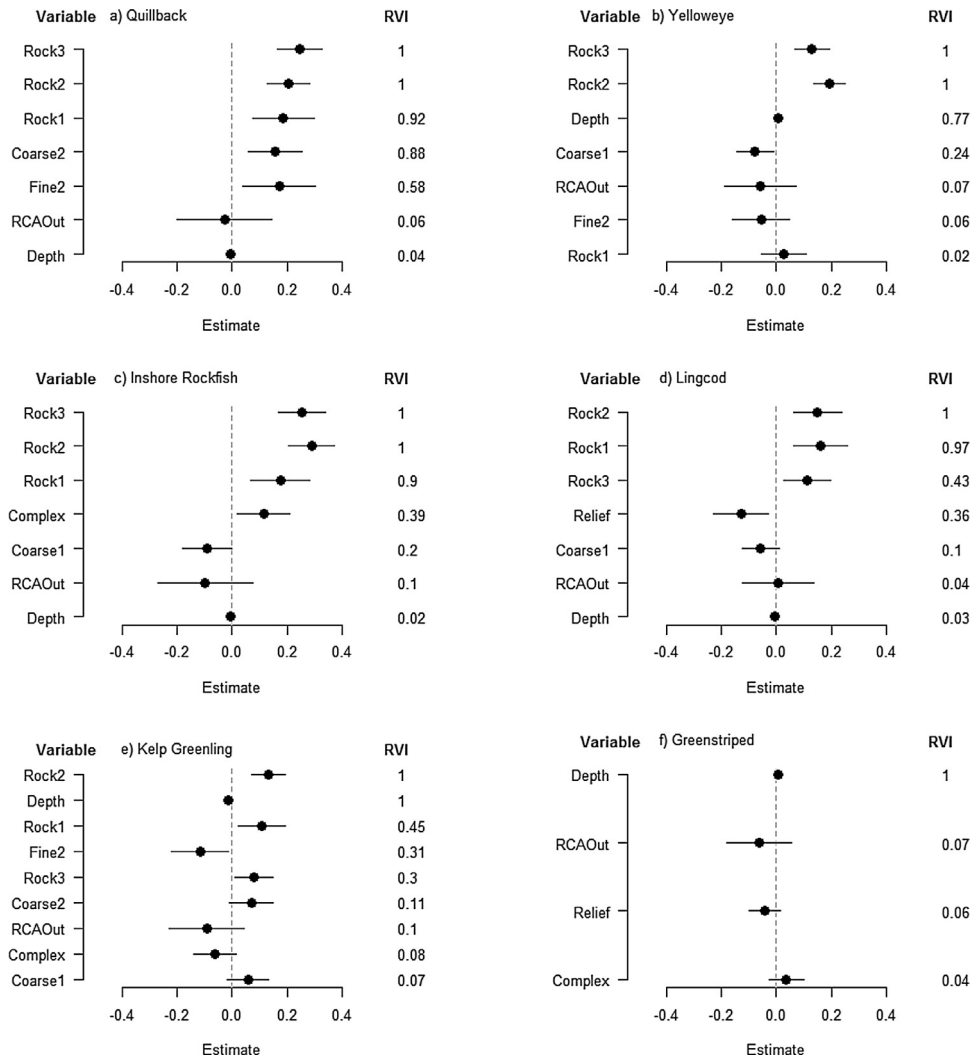 Variable a) Quillback RVI
Rock3 1
Rock2 1
Rock1 0.92
Coarse2 0.88
Fine2 0.58
RCAOut 0.06
Depth 0.04
-0.4 -0.2 0.0 0.2 0.4
Estimate
Variable b) Yelloweye RVI
Rock3 1
Rock2 1
Depth 0.77
Coarse1 0.24
RCAOut 0.07
Fine2 0.06
Rock1 0.02
-0.4 -0.2 0.0 0.2 0.4
Estimate
Variable c) Inshore Rockfish RVI
Rock3 1
Rock2 1
Rock1 0.9
Complex 0.39
Coarse1 0.2
RCAOut 0.1
Depth 0.02
-0.4 -0.2 0.0 0.2 0.4
Estimate
Variable d) Lingcod RVI
Rock2 1
Rock1 0.97
Rock3 0.43
Relief 0.36
Coarse1 0.1
RCAOut 0.04
Depth 0.03
-0.4 -0.2 0.0 0.2 0.4
Estimate
Variable e) Kelp Greenling RVI
Rock2 1
Depth 1
Rock1 0.45
Fine2 0.31
Rock3 0.3
Coarse2 0.11
RCAOut 0.1
Complex 0.08
Coarse1 0.07
-0.4 -0.2 0.0 0.2 0.4
Estimate
Variable f) Greenstriped RVI
Depth 1
RCAOut 0.07
Relief 0.06
Complex 0.04
-0.4 -0.2 0.0 0.2 0.4
Estimate